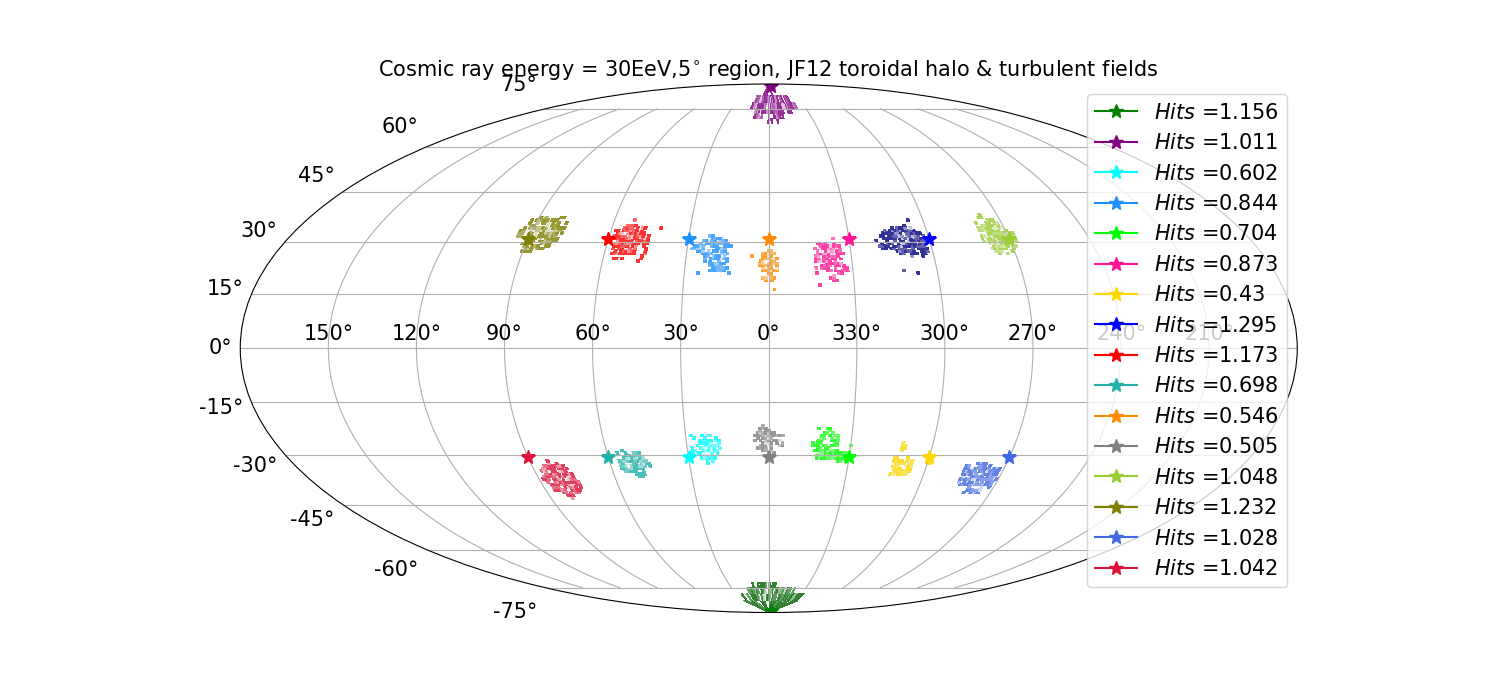 Cosmic ray energy = 30EeV,5° region, JF12 toroidal halo & turbulent fields
75°
60°
45°
30°
15°
0°
-15°
-30°
-45°
-60°
-75°
150° 120° 90° 60° 30° 0° 330° 300° 270° 240° 210°
Hits =1.156
Hits =1.011
Hits =0.602
Hits =0.844
Hits =0.704
Hits =0.873
Hits =0.43
Hits =1.295
Hits =1.173
Hits =0.698
Hits =0.546
Hits =0.505
Hits =1.048
Hits =1.232
Hits =1.028
Hits =1.042